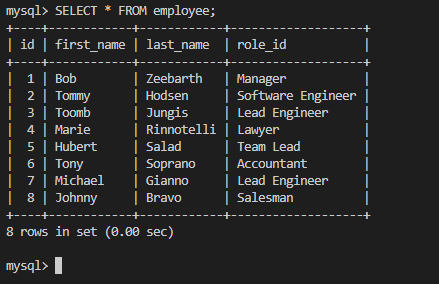 mysql> SELECT * FROM employee;
+----+------------+------------+-------------------+
| id | first_name | last_name  | role_id           |
+----+------------+------------+-------------------+
|  1 | Bob        | Zeebarth   | Manager           |
|  2 | Tommy      | Hodsen     | Software Engineer |
|  3 | Toomb      | Jungis     | Lead Engineer     |
|  4 | Marie      | Rinnotelli | Lawyer            |
|  5 | Hubert     | Salad      | Team Lead         |
|  6 | Tony       | Soprano    | Accountant        |
|  7 | Michael    | Gianno     | Lead Engineer     |
|  8 | Johnny     | Bravo      | Salesman          |
+----+------------+------------+-------------------+
8 rows in set (0.00 sec)
mysql>